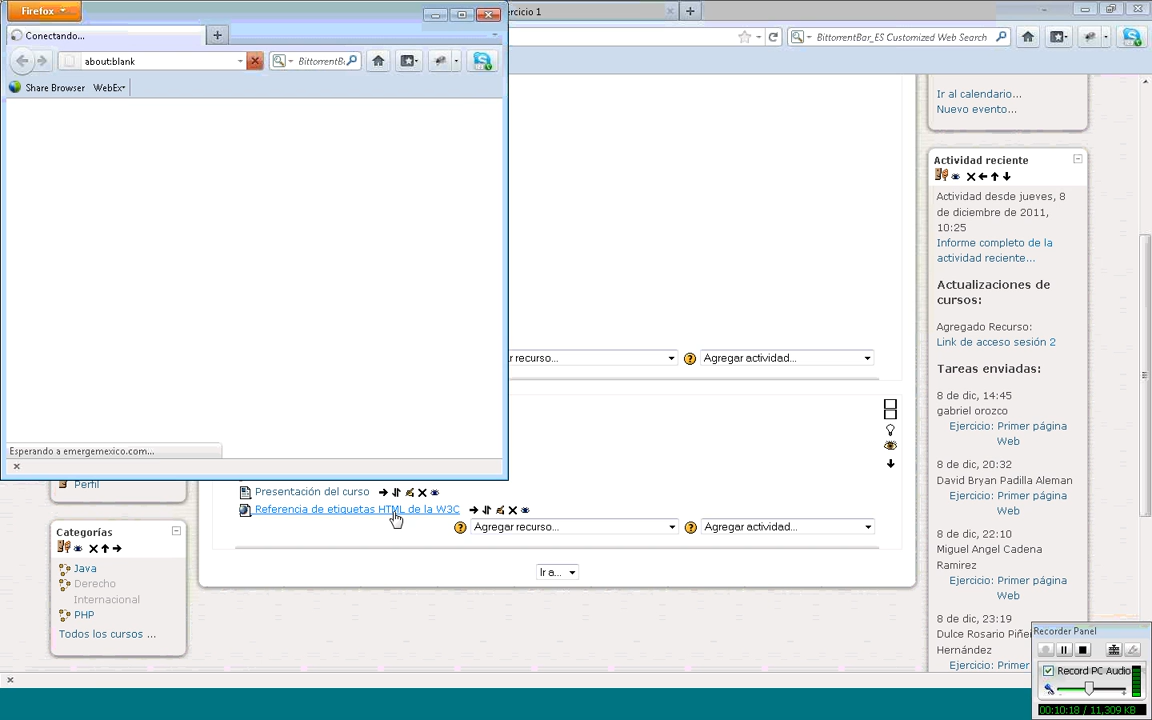 Firefox
Conectando...
about:blank
BittorrentB
Share Browser WebEx
Esperando a emergemexico.com...
rcicio 1
BittorrentBar_ES Customized Web Search
Ir al calendario...
Nuevo evento...
Actividad reciente
Actividad desde jueves, 8
de diciembre de 2011,
10:25
Informe completo de la
actividad reciente...
Actualizaciones de
cursos:
Agregado Recurso:
Link de acceso sesión 2
Tareas enviadas:
8 de dic, 14:45
gabriel orozco
Ejercicio: Primer página
Web
8 de dic, 20:32
David Bryan Padilla Aleman
Ejercicio: Primer página
Web
8 de dic, 22:10
Miguel Angel Cadena
Ramirez
Ejercicio: Primer página
Web
8 de dic, 23:19
Dulce Rosario Piñe
Hernández
Ejercicio: Primer
r recurso... Agregar actividad...
Presentación del curso
Referencia de etiquetas HTML de la W3C
Agregar recurso... Agregar actividad...
Ir a...
Perfil
Categorías
Java
Derecho
Internacional
PHP
Todos los cursos ...
Recorder Panel
Record PC Audio
00:10:18 / 11,309 KB